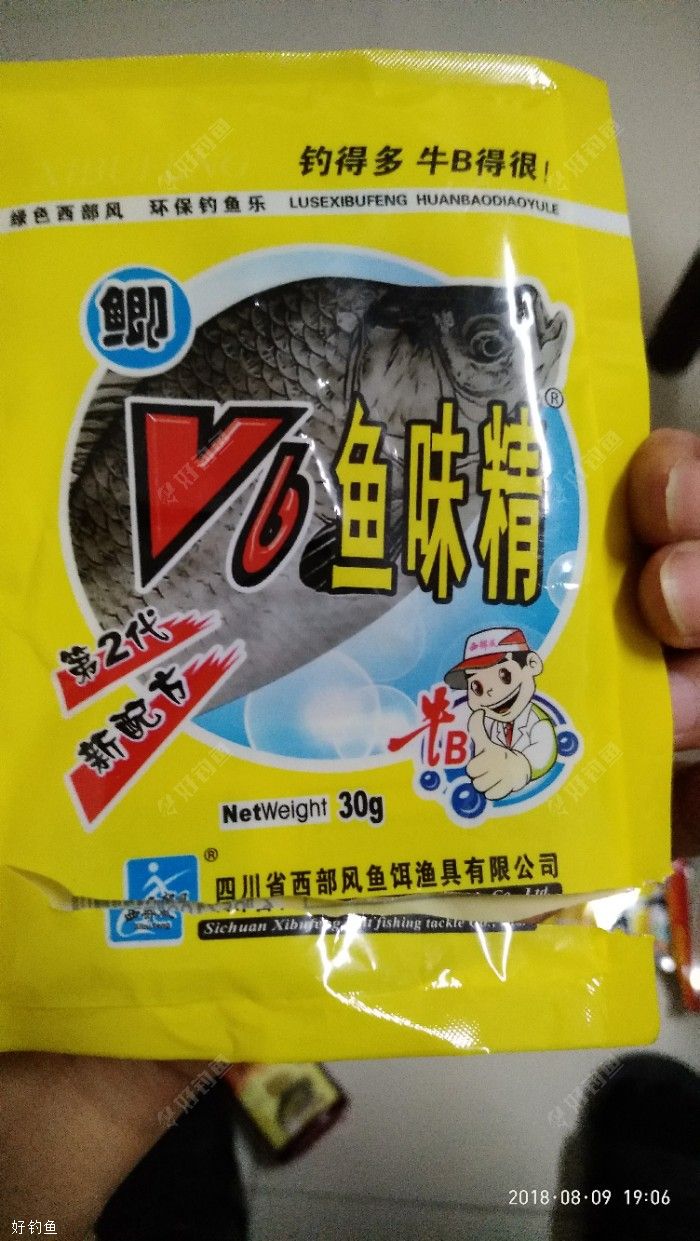 钓得多 牛B得很!
绿色西部风 环保钓鱼乐 LUSEXIBUFENG HUANBAODIAOYULE
鲫
V6鱼味精®
第2代
新配方
牛B
NetWeight 30g
®
四川省西部风鱼饵渔具有限公司
2018·08·09 19:06
好钓鱼